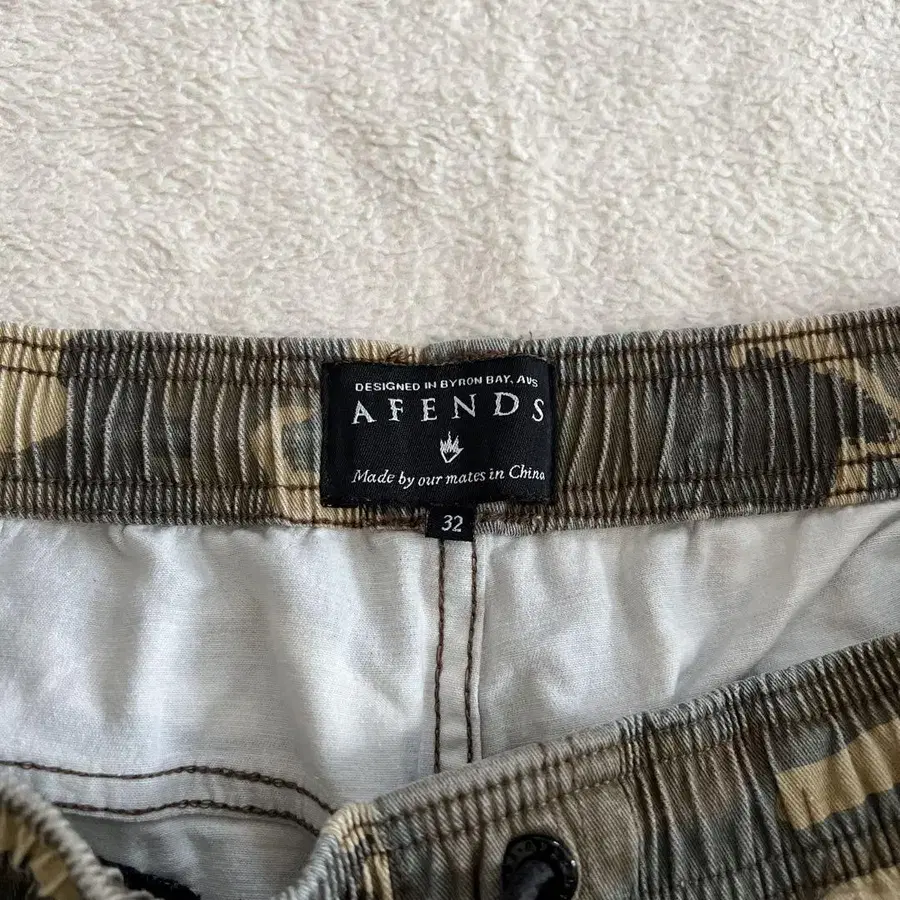 DESIGNED IN BYRON BAY, AUS
AFENDS
Made by our mates in China
32